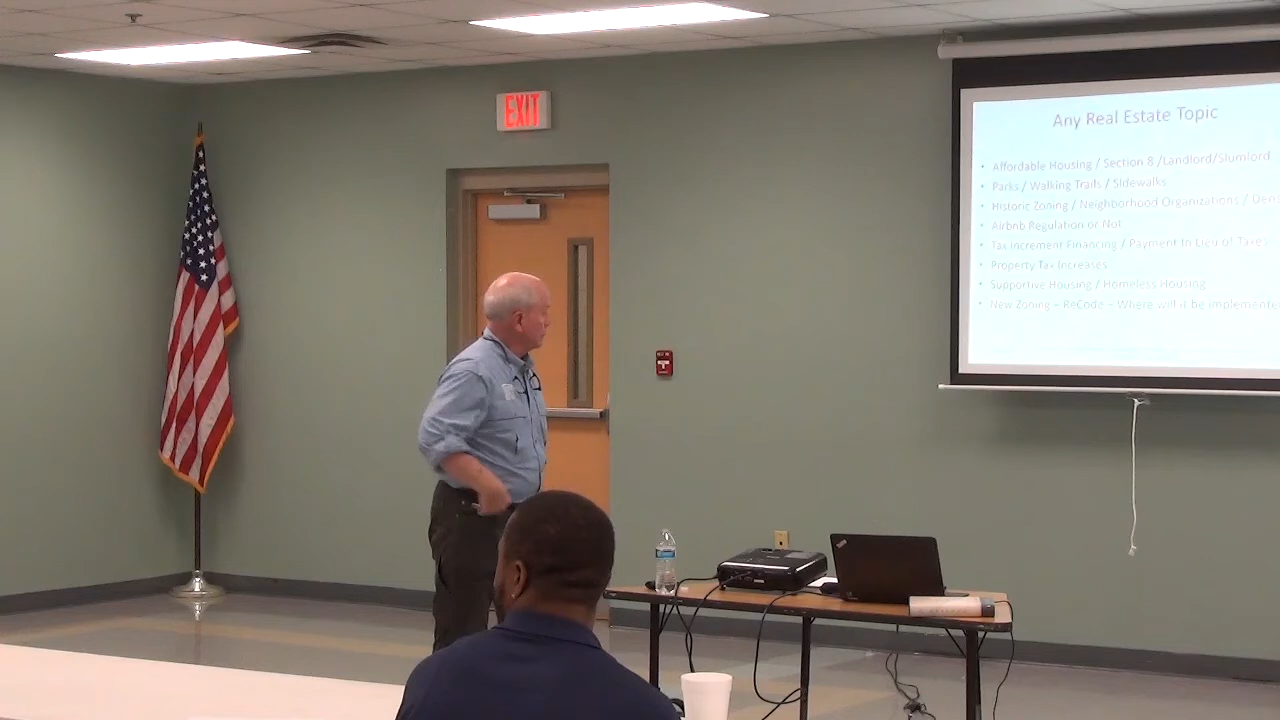 EXIT
Any Real Estate Topic
• Affordable Housing / Section 8 /Landlord/Slumlord
• Parks / Walking Trails / Sidewalks
• Historic Zoning / Neighborhood Organizations / Dens
• Airbnb Regulation or Not
• Tax Increment Financing / Payment In Lieu of Taxes
• Property Tax Increases
• Supportive Housing / Homeless Housing
• New Zoning – ReCode – Where will it be implemente